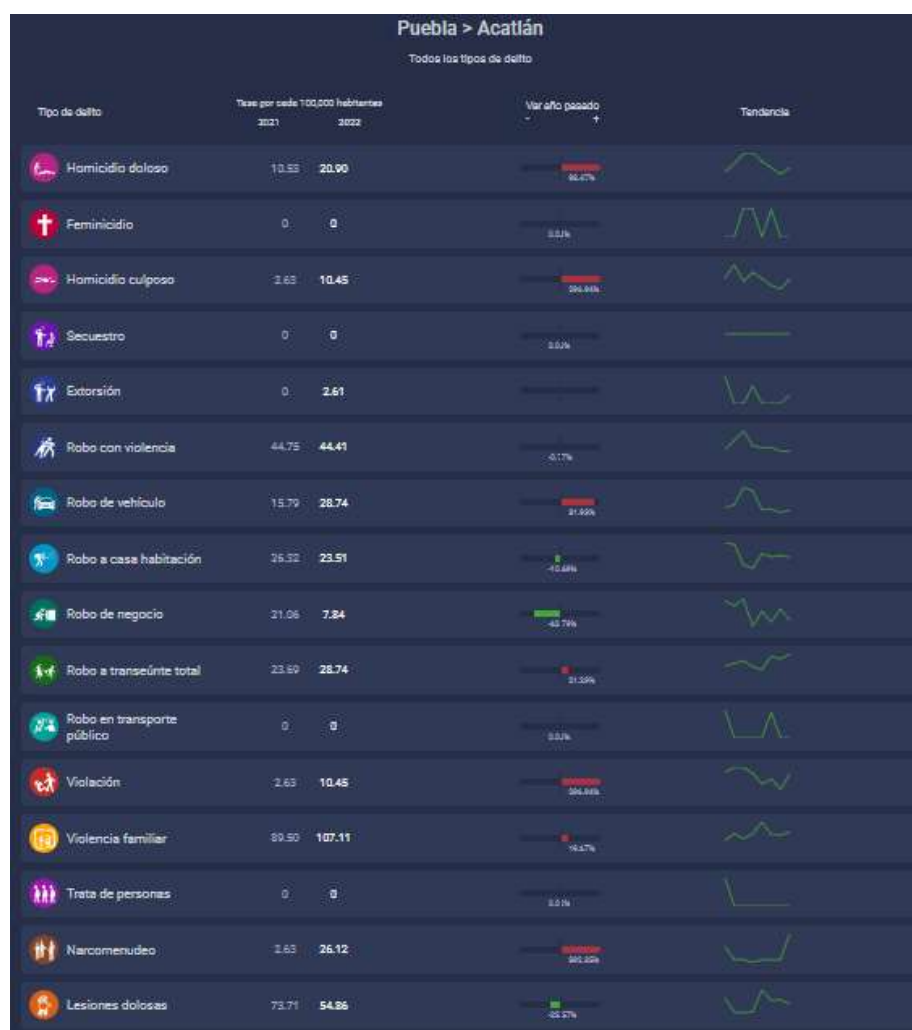 Puebla > Acatlán
Todos los tipos de delito
Tipo de delito Tasa por cada 100,000 habitantes Var año pasado Tendencia
2021 2022 - +
Homicidio doloso 10.53 20.90
Feminicidio 0 0
Homicidio culposo 2.63 10.45
Secuestro 0 0
Extorsión 0 2.61
Robo con violencia 44.75 44.41
Robo de vehículo 15.79 28.74
Robo a casa habitación 26.32 23.51
Robo de negocio 21.06 7.84
Robo a transeúnte total 23.69 28.74
Robo en transporte
público 0 0
Violación 2.63 10.45
Violencia familiar 89.50 107.11
Trata de personas 0 0
Narcomenudeo 2.63 26.12
Lesiones dolosas 73.71 54.86